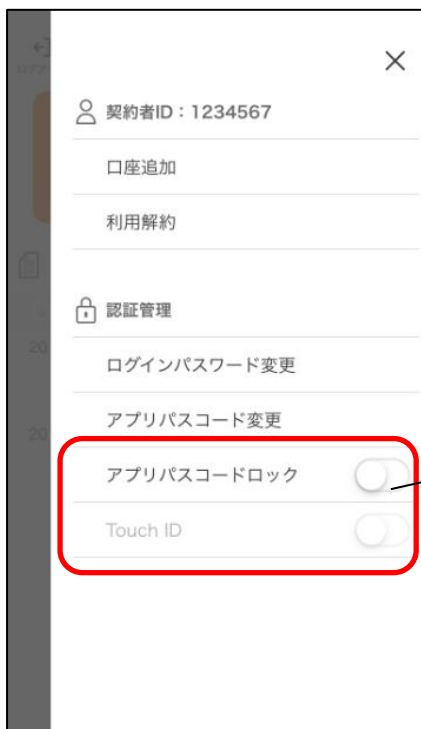 契約者ID：1234567
口座追加
利用解約
認証管理
ログインパスワード変更
アプリパスコード変更
アプリパスコードロック
Touch ID
20
20